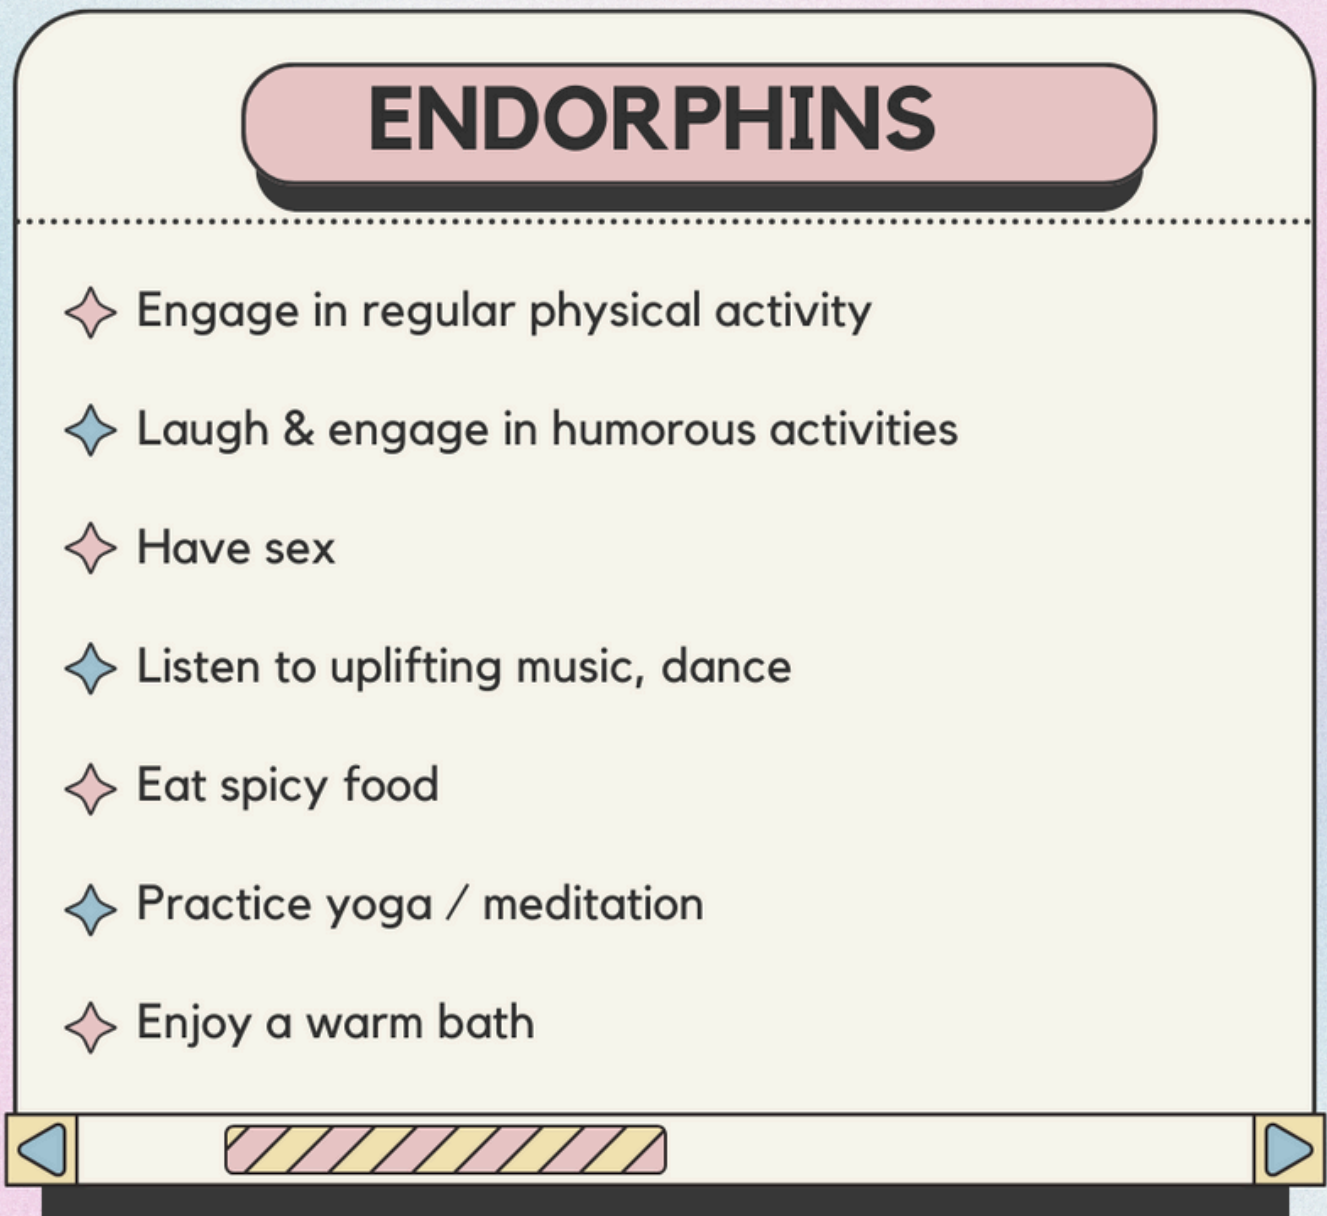 ENDORPHINS
Engage in regular physical activity
Laugh & engage in humorous activities
Have sex
Listen to uplifting music, dance
Eat spicy food
Practice yoga / meditation
Enjoy a warm bath